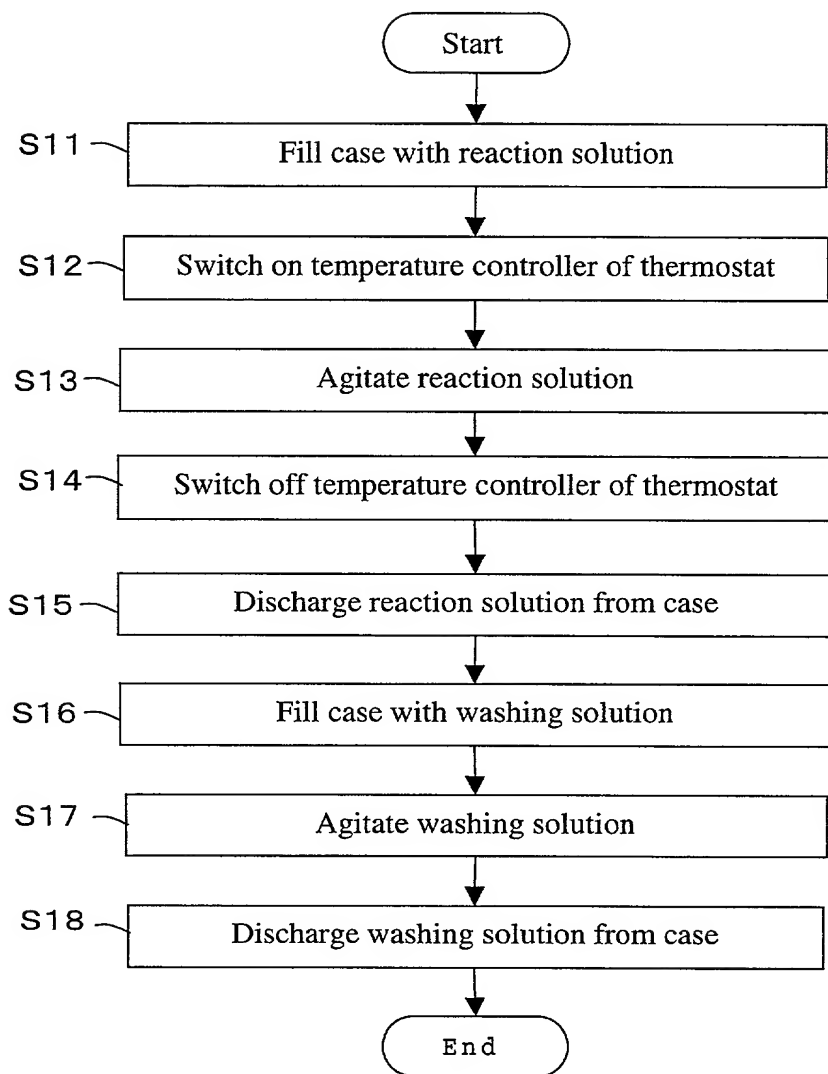 Start
S11
Fill case with reaction solution
S12
Switch on temperature controller of thermostat
S13
Agitate reaction solution
S14
Switch off temperature controller of thermostat
S15
Discharge reaction solution from case
S16
Fill case with washing solution
S17
Agitate washing solution
S18
Discharge washing solution from case
End